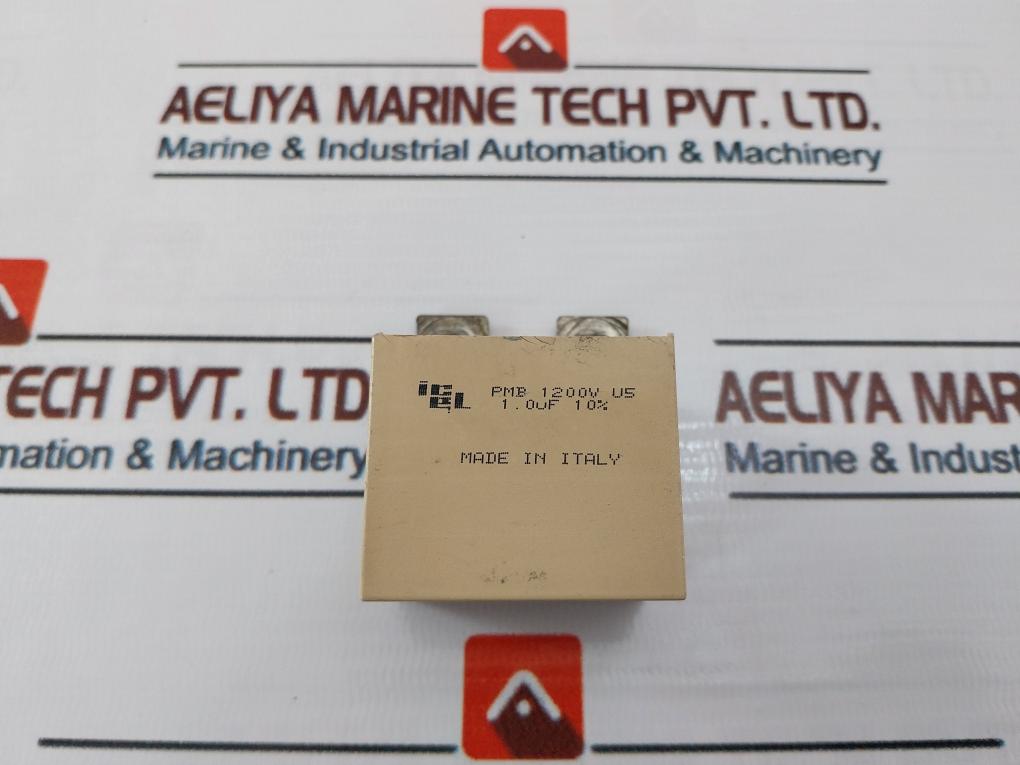 AELIYA MARINE TECH PVT. LTD.
Marine & Industrial Automation & Machinery
TECH PVT. LTD
mation & Machinery
AELIYA MAR
Marine & Indust
icel PMB 1200V U5
1.0uF 10%
MADE IN ITALY